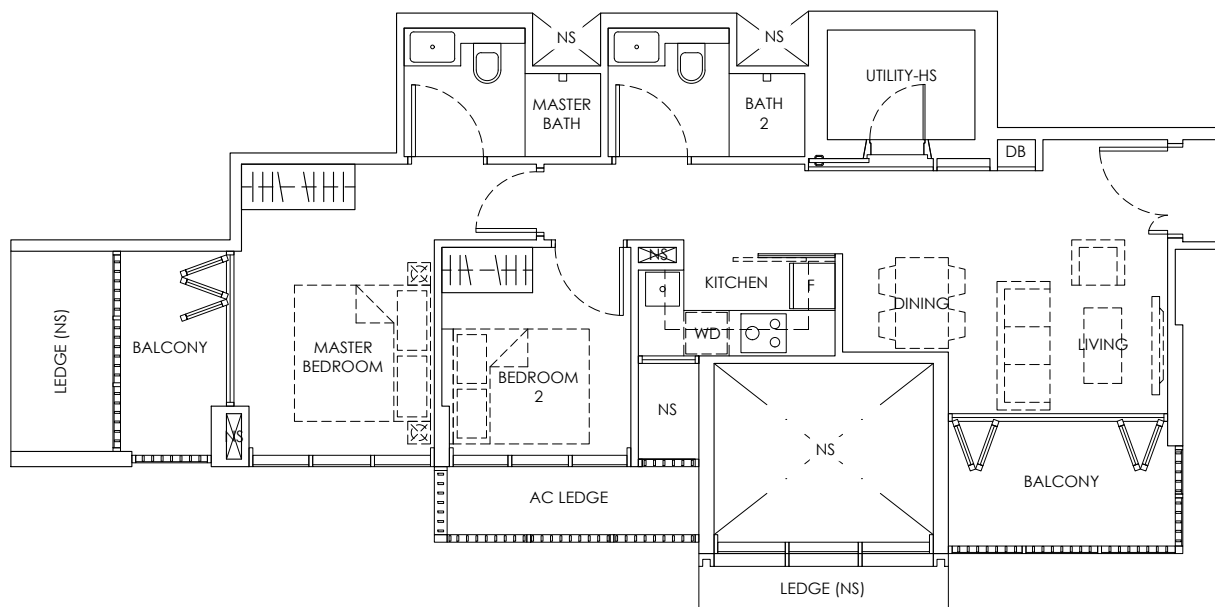 NS
NS
UTILITY-HS
MASTER
BATH
BATH
2
DB
NS
KITCHEN
F
DINING
LEDGE (NS)
BALCONY
MASTER
BEDROOM
BEDROOM
2
WD
LIVING
NS
NS
NS
BALCONY
AC LEDGE
LEDGE (NS)